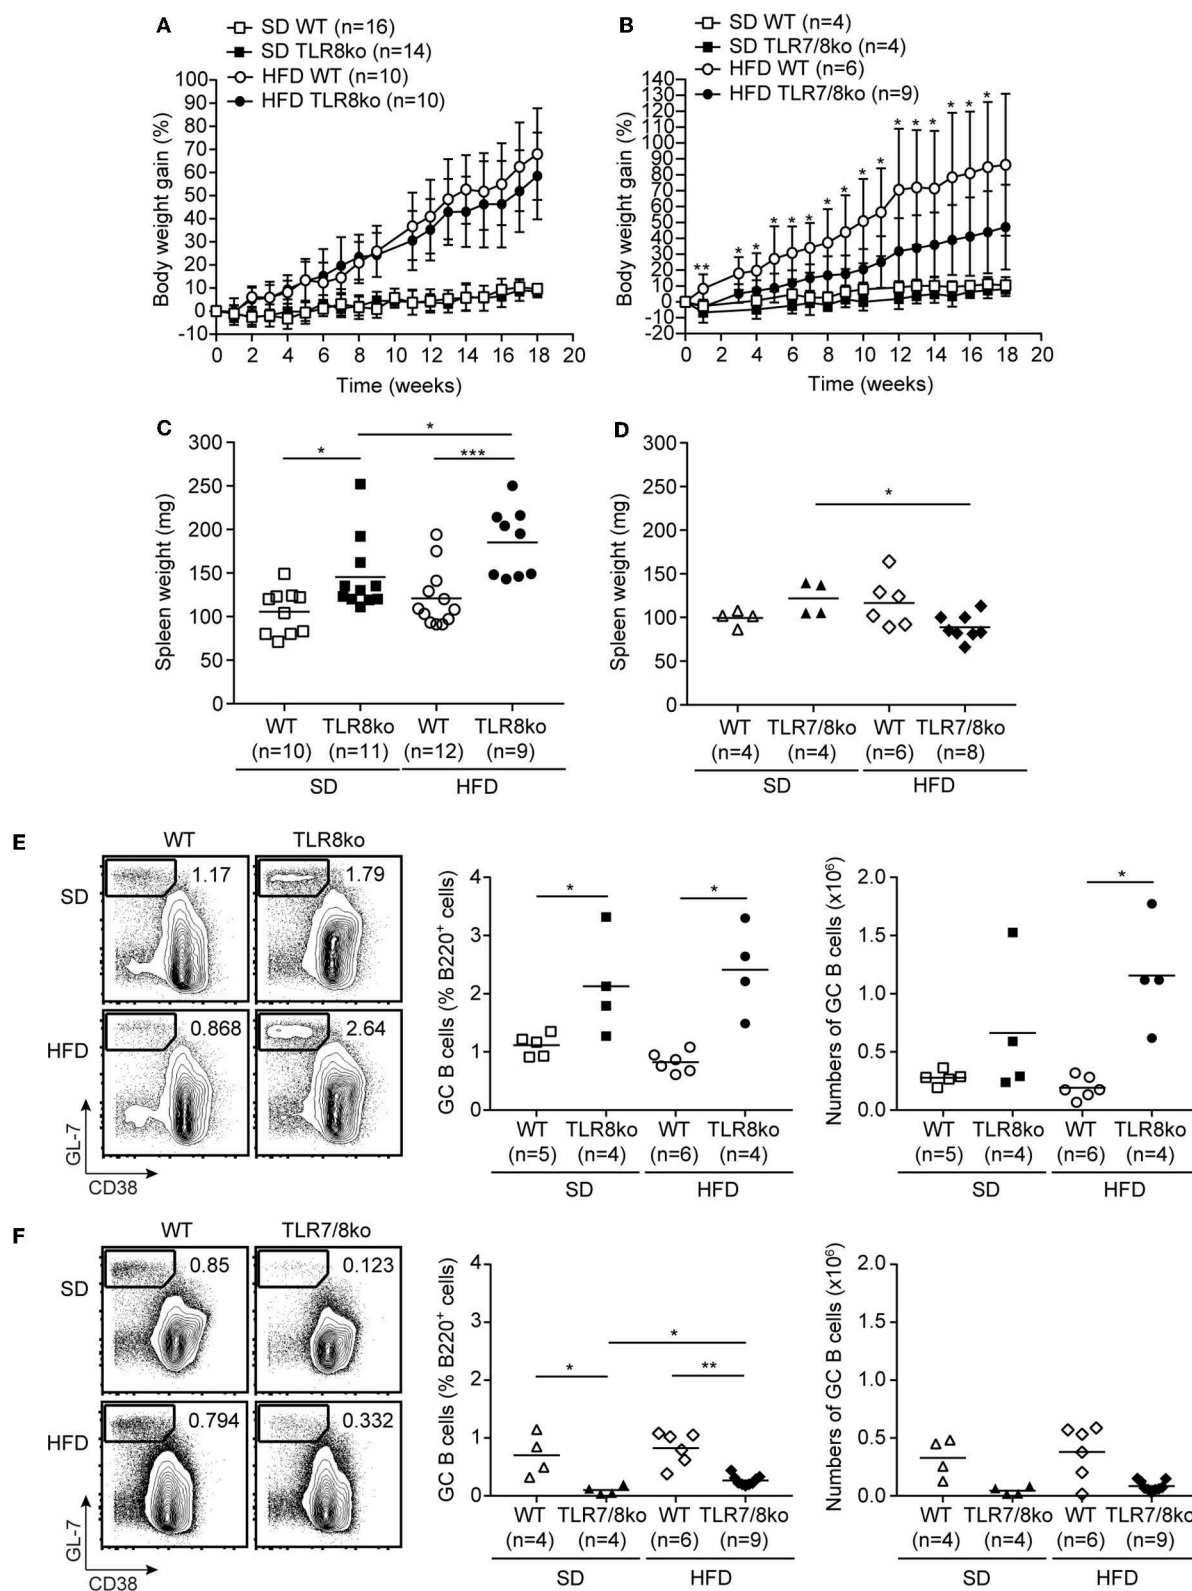 A
SD WT (n=16)
SD TLR8ko (n=14)
HFD WT (n=10)
HFD TLR8ko (n=10)
Body weight gain (%)
100
90
80
70
60
50
40
30
20
10
0
-10
0 2 4 6 8 10 12 14 16 18 20
Time (weeks)
B
SD WT (n=4)
SD TLR7/8ko (n=4)
HFD WT (n=6)
HFD TLR7/8ko (n=9)
Body weight gain (%)
140
130
120
110
100
90
80
70
60
50
40
30
20
10
0
-10
-20
** * * * * * * * * * * * * * * *
0 2 4 6 8 10 12 14 16 18 20
Time (weeks)
C
Spleen weight (mg)
300
250
200
150
100
50
0
*
* ***
WT TLR8ko WT TLR8ko
(n=10) (n=11) (n=12) (n=9)
SD HFD
D
Spleen weight (mg)
300
250
200
150
100
50
0
*
WT TLR7/8ko WT TLR7/8ko
(n=4) (n=4) (n=6) (n=8)
SD HFD
E
WT TLR8ko
SD
1.17 1.79
HFD
0.868 2.64
GL-7
CD38
GC B cells (% B220+ cells)
4
3
2
1
0
* *
WT TLR8ko WT TLR8ko
(n=5) (n=4) (n=6) (n=4)
SD HFD
Numbers of GC B cells (x10⁶)
2.0
1.5
1.0
0.5
0.0
*
WT TLR8ko WT TLR8ko
(n=5) (n=4) (n=6) (n=4)
SD HFD
F
WT TLR7/8ko
SD
0.85 0.123
HFD
0.794 0.332
GL-7
CD38
GC B cells (% B220+ cells)
4
3
2
1
0
*
* **
WT TLR7/8ko WT TLR7/8ko
(n=4) (n=4) (n=6) (n=9)
SD HFD
Numbers of GC B cells (x10⁶)
2.0
1.5
1.0
0.5
0.0
WT TLR7/8ko WT TLR7/8ko
(n=4) (n=4) (n=6) (n=9)
SD HFD